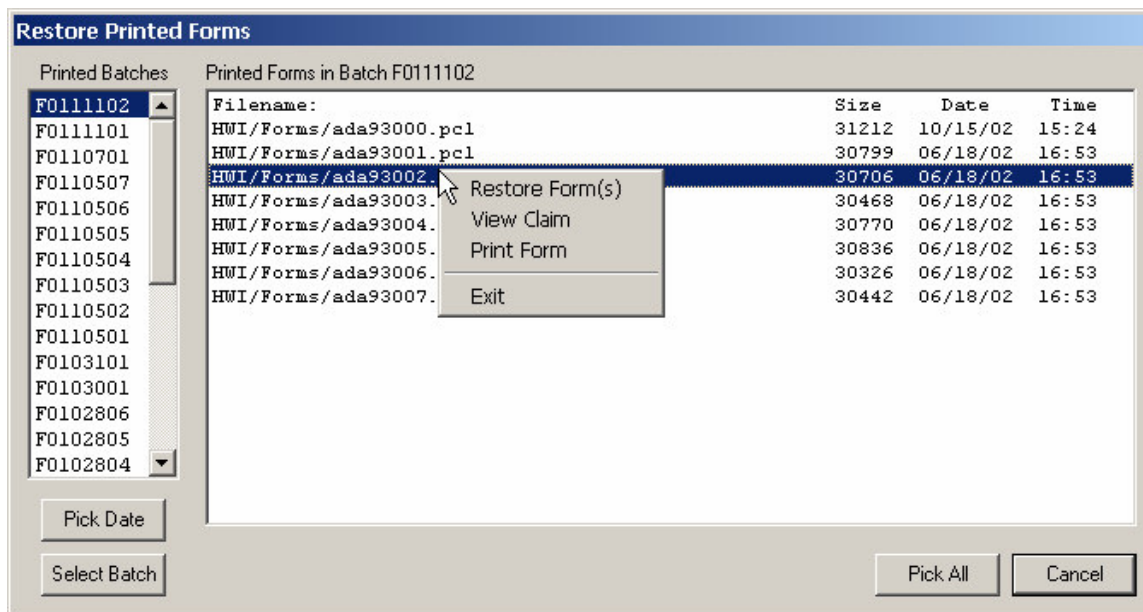 Restore Printed Forms
Printed Batches
F0111102
F0111101
F0110701
F0110507
F0110506
F0110505
F0110504
F0110503
F0110502
F0110501
F0103101
F0103001
F0102806
F0102805
F0102804
Pick Date
Select Batch
Printed Forms in Batch F0111102
Filename: Size Date Time
HWI/Forms/ada93000.pcl 31212 10/15/02 15:24
HWI/Forms/ada93001.pcl 30799 06/18/02 16:53
HWI/Forms/ada93002. 30706 06/18/02 16:53
HWI/Forms/ada93003. 30468 06/18/02 16:53
HWI/Forms/ada93004. 30770 06/18/02 16:53
HWI/Forms/ada93005. 30836 06/18/02 16:53
HWI/Forms/ada93006. 30326 06/18/02 16:53
HWI/Forms/ada93007. 30442 06/18/02 16:53
Restore Form(s)
View Claim
Print Form
Exit
Pick All
Cancel